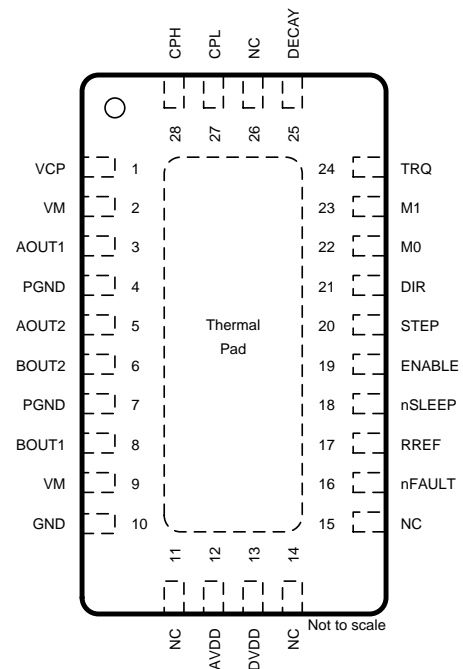 CPH
CPL
NC
DECAY
28
27
26
25
VCP 1
VM 2
AOUT1 3
PGND 4
AOUT2 5
BOUT2 6
PGND 7
BOUT1 8
VM 9
GND 10
Thermal
Pad
24 TRQ
23 M1
22 M0
21 DIR
20 STEP
19 ENABLE
18 nSLEEP
17 RREF
16 nFAULT
15 NC
11
12
13
14
NC
AVDD
DVDD
NC
Not to scale